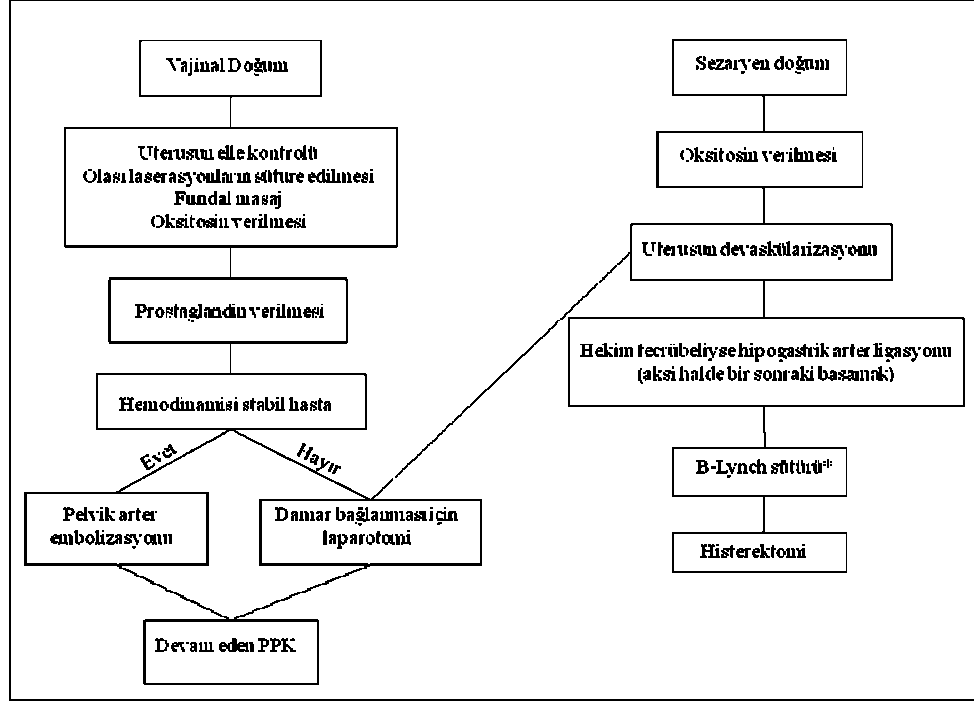 Vajinal Doğum
Uterusun elle kontrolü
Olası laserasyonların süture edilmesi
Fundal masaj
Oksitosin verilmesi
Prostaglandin verilmesi
Hemodinamisi stabil hasta
Evet
Hayır
Pelvik arter
embolizasyonu
Damar bağlanması için
laparotomi
Devam eden PPK
Sezaryen doğum
Oksitosin verilmesi
Uterusun devaskülarizasyonu
Hekim tecrübeliyse hipogastrik arter ligasyonu
(aksi halde bir sonraki basamak)
B-Lynch sütürü*
Histerektomi